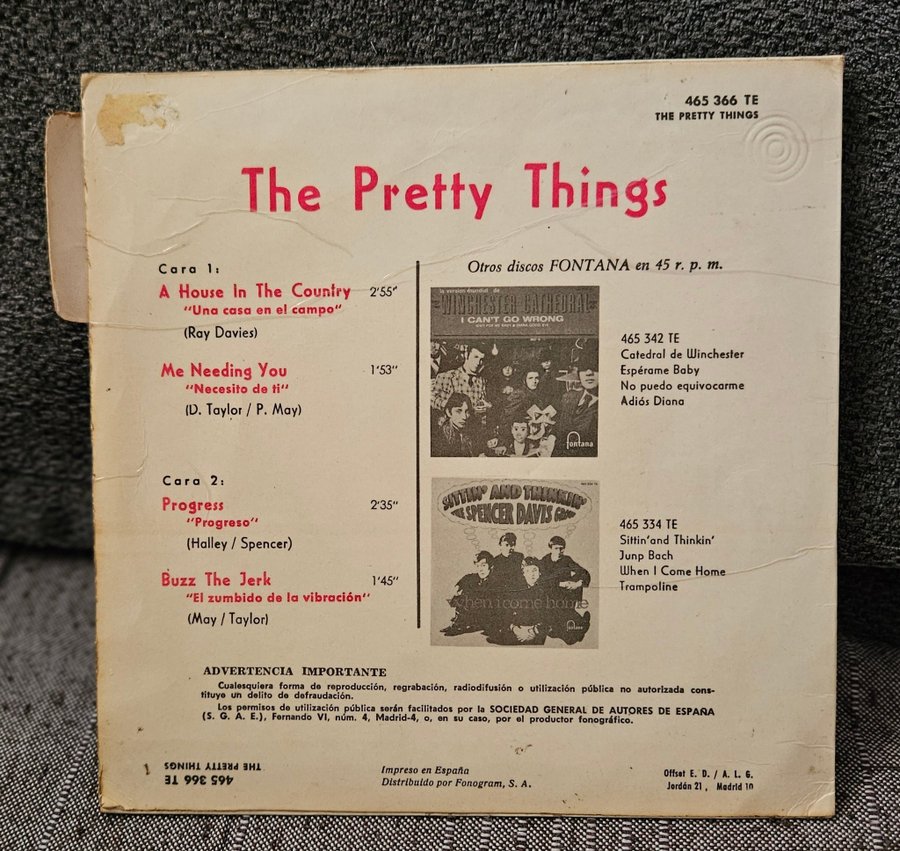 465 366 TE
THE PRETTY THINGS
The Pretty Things
Cara 1:
A House In The Country 2'55"
"Una casa en el campo"
(Ray Davies)
Me Needing You 1'53"
"Necesito de ti"
(D. Taylor / P. May)
Cara 2:
Progress 2'35"
"Progreso"
(Halley / Spencer)
Buzz The Jerk 1'45"
"El zumbido de la vibración"
(May / Taylor)
Otros discos FONTANA en 45 r. p. m.
la version mundial de
WINCHESTER CATHEDRAL
I CAN'T GO WRONG
fontana
465 342 TE
Catedral de Winchester
Espérame Baby
No puedo equivocarme
Adiós Diana
SITTIN' AND THINKIN'
THE SPENCER DAVIS GROUP
when i come home
fontana
465 334 TE
Sittin'and Thinkin'
Junp Bach
When I Come Home
Trampoline
ADVERTENCIA IMPORTANTE
Cualesquiera forma de reproducción, regrabación, radiodifusión o utilización pública no autorizada cons-
tituye un delito de defraudación.
Los permisos de utilización pública serán facilitados por la SOCIEDAD GENERAL DE AUTORES DE ESPAÑA
(S. G. A. E.), Fernando VI, núm. 4, Madrid-4, o, en su caso, por el productor fonográfico.
465 366 TE
THE PRETTY THINGS
Impreso en España
Distribuido por Fonogram, S. A.
Offset E. D. / A. L. G.
Jordán 21, Madrid 10